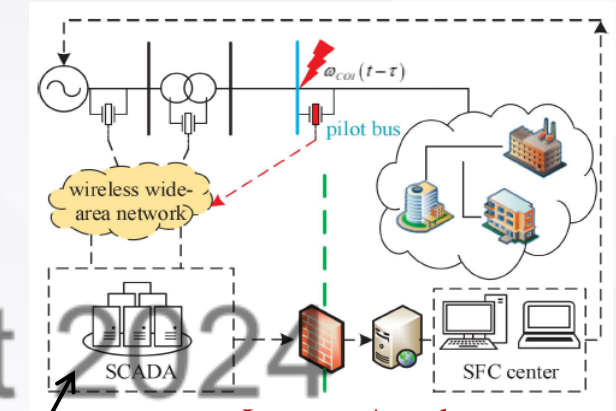 ω_COI(t−τ)
pilot bus
wireless wide-
area network
t 2024
SCADA
SFC center